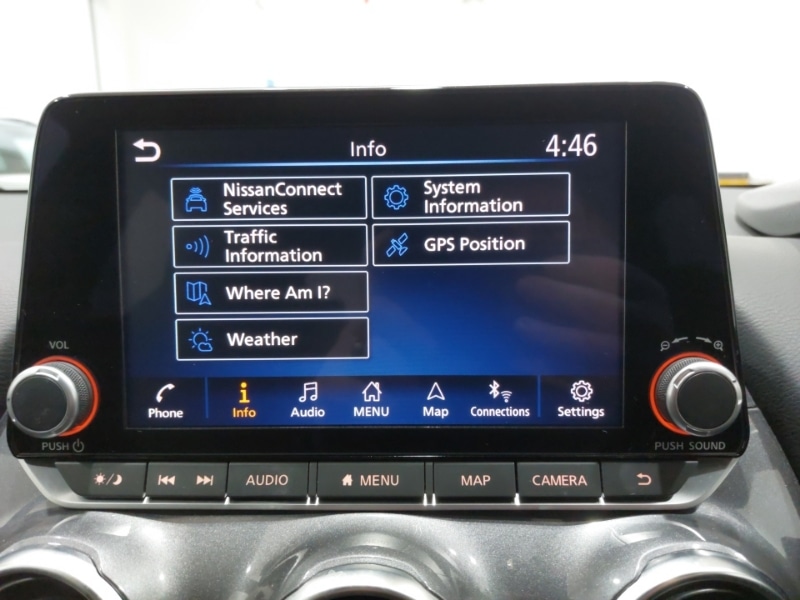 Info
4:46
NissanConnect
Services
System
Information
Traffic
Information
GPS Position
Where Am I?
Weather
VOL
PUSH
Phone
Info
Audio
MENU
Map
Connections
Settings
PUSH SOUND
AUDIO
MENU
MAP
CAMERA